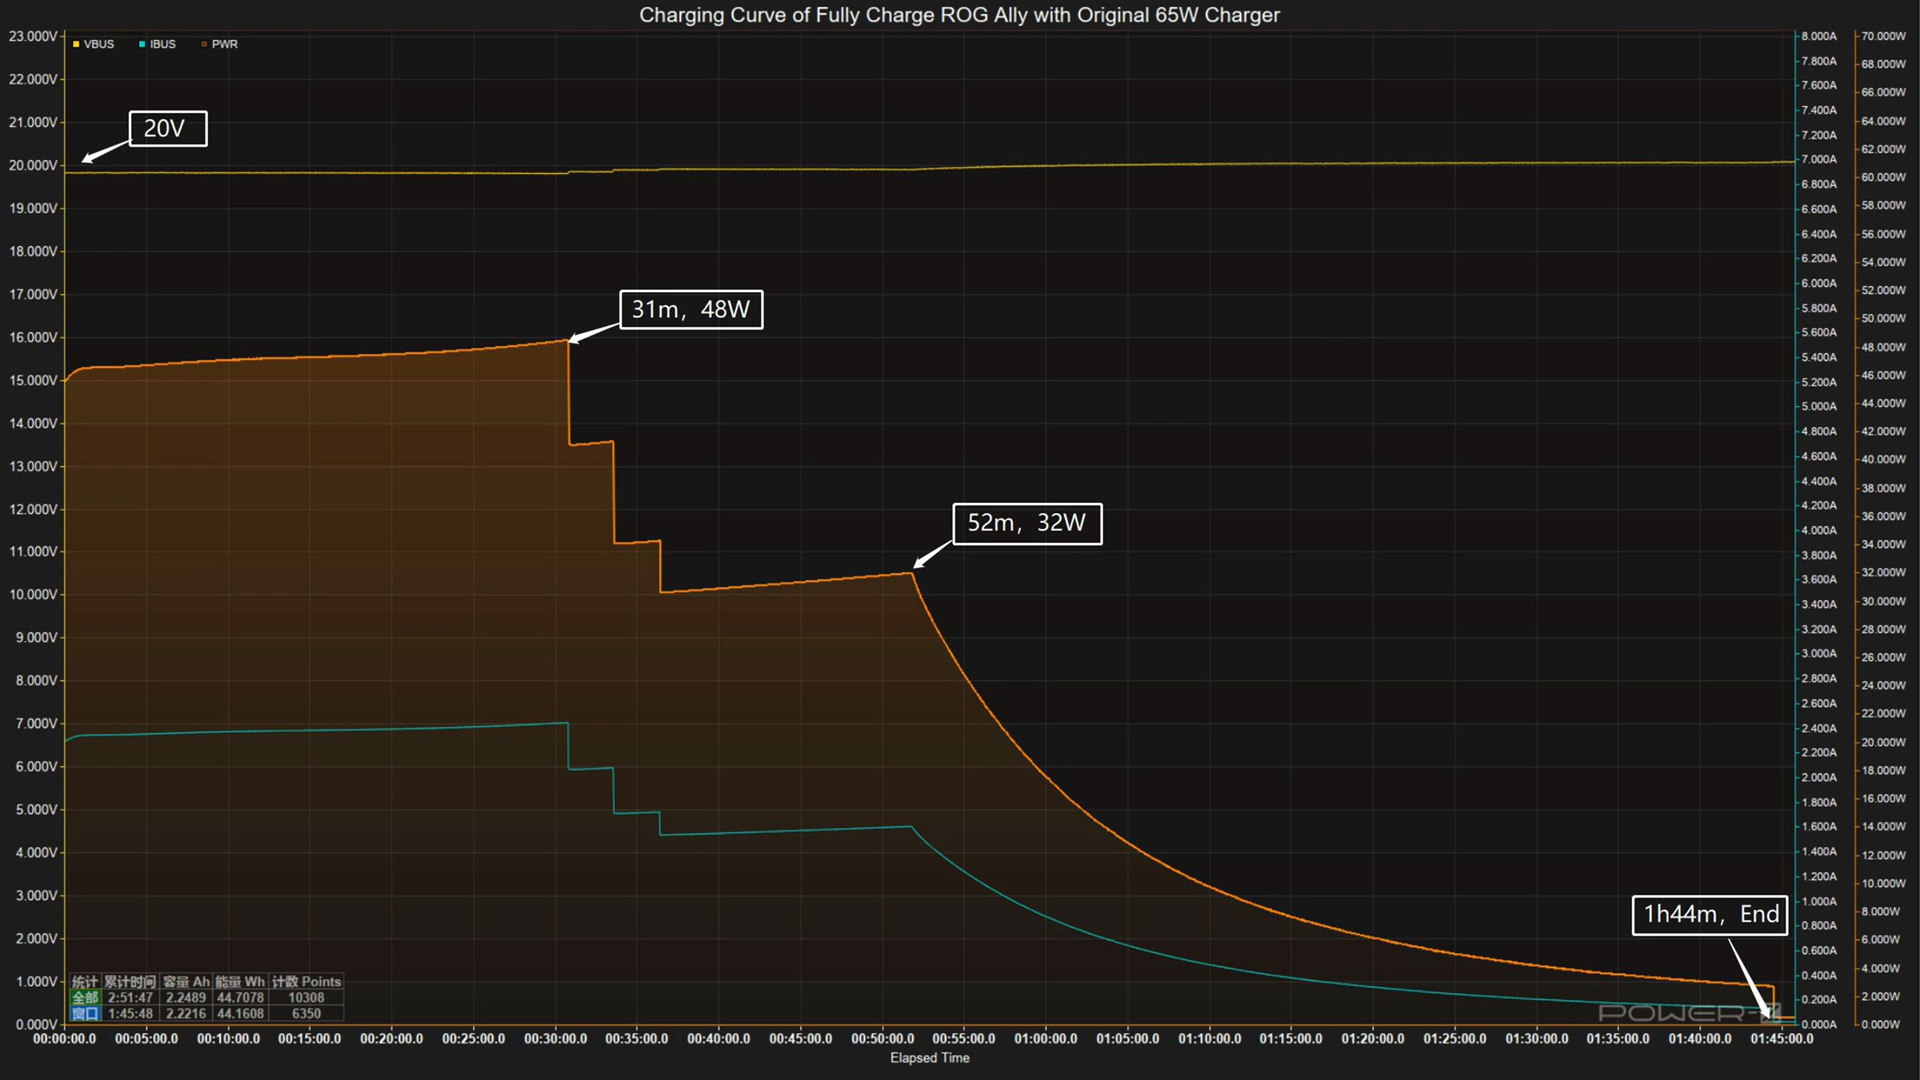 Charging Curve of Fully Charge ROG Ally with Original 65W Charger
VBUS IBUS PWR
23.000V
22.000V
21.000V
20.000V
19.000V
18.000V
17.000V
16.000V
15.000V
14.000V
13.000V
12.000V
11.000V
10.000V
9.000V
8.000V
7.000V
6.000V
5.000V
4.000V
3.000V
2.000V
1.000V
0.000V
20V
31m，48W
52m，32W
1h44m，End
8.000A
7.800A
7.600A
7.400A
7.200A
7.000A
6.800A
6.600A
6.400A
6.200A
6.000A
5.800A
5.600A
5.400A
5.200A
5.000A
4.800A
4.600A
4.400A
4.200A
4.000A
3.800A
3.600A
3.400A
3.200A
3.000A
2.800A
2.600A
2.400A
2.200A
2.000A
1.800A
1.600A
1.400A
1.200A
1.000A
0.800A
0.600A
0.400A
0.200A
0.000A
70.000W
68.000W
66.000W
64.000W
62.000W
60.000W
58.000W
56.000W
54.000W
52.000W
50.000W
48.000W
46.000W
44.000W
42.000W
40.000W
38.000W
36.000W
34.000W
32.000W
30.000W
28.000W
26.000W
24.000W
22.000W
20.000W
18.000W
16.000W
14.000W
12.000W
10.000W
8.000W
6.000W
4.000W
2.000W
0.000W
统计 累计时间 容量 Ah 能量 Wh 计数 Points
全部 2:51:47 2.2489 44.7078 10308
窗口 1:45:48 2.2216 44.1608 6350
00:00:00.0 00:05:00.0 00:10:00.0 00:15:00.0 00:20:00.0 00:25:00.0 00:30:00.0 00:35:00.0 00:40:00.0 00:45:00.0 00:50:00.0 00:55:00.0 01:00:00.0 01:05:00.0 01:10:00.0 01:15:00.0 01:20:00.0 01:25:00.0 01:30:00.0 01:35:00.0 01:40:00.0 01:45:00.0
Elapsed Time